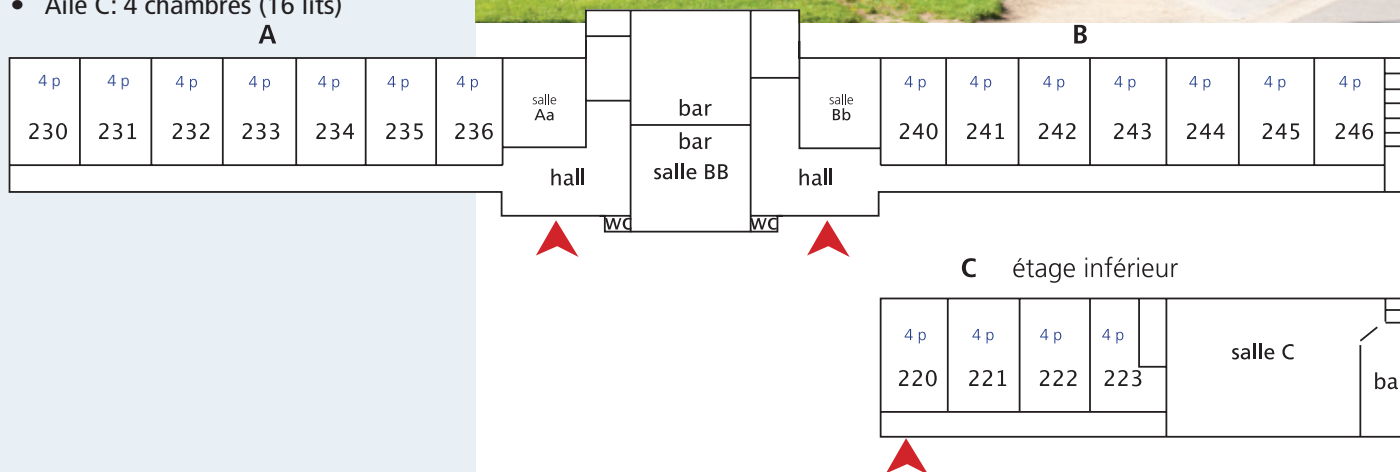 • Aile C: 4 chambres (16 lits)
A
B
4 p 4 p 4 p 4 p 4 p 4 p 4 p
230 231 232 233 234 235 236
salle
Aa
bar
bar
salle BB
hall
wc
salle
Bb
hall
wc
4 p 4 p 4 p 4 p 4 p 4 p 4 p
240 241 242 243 244 245 246
C étage inférieur
4 p 4 p 4 p 4 p
220 221 222 223
salle C
ba